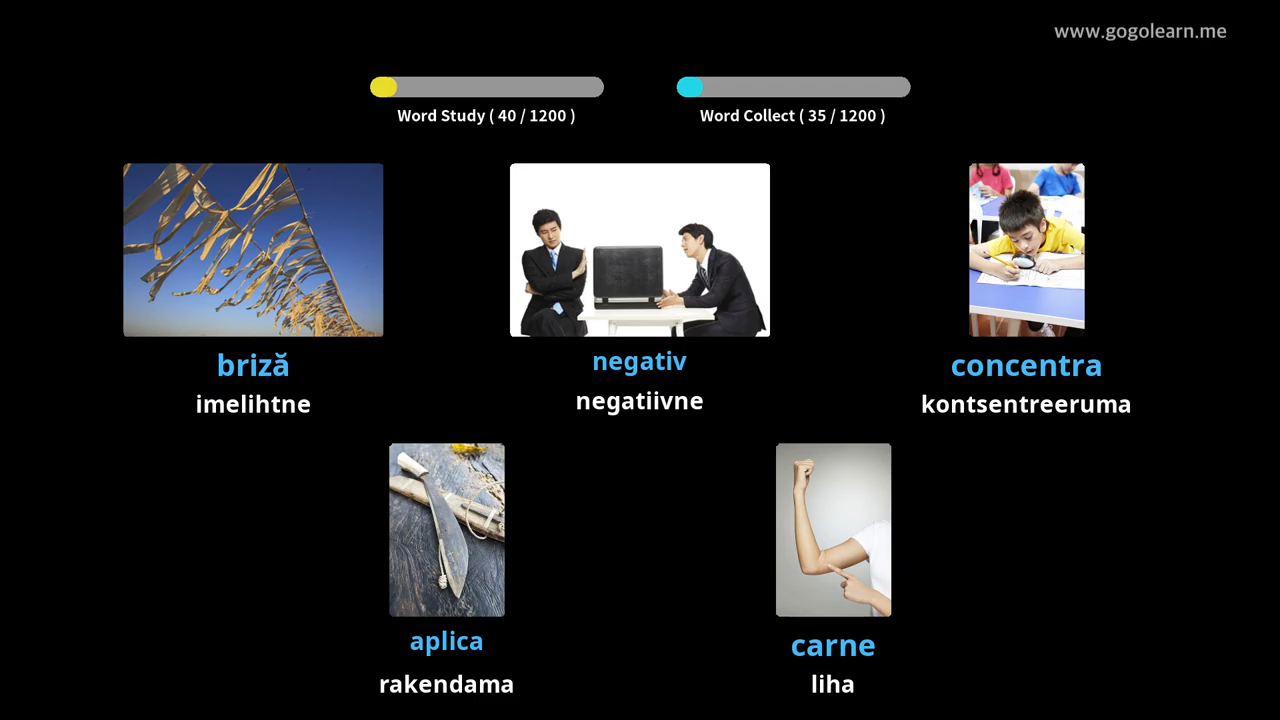 www.gogolearn.me
Word Study ( 40 / 1200 )
Word Collect ( 35 / 1200 )
briză
imelihtne
negativ
negatiivne
concentra
kontsentreeruma
aplica
rakendama
carne
liha